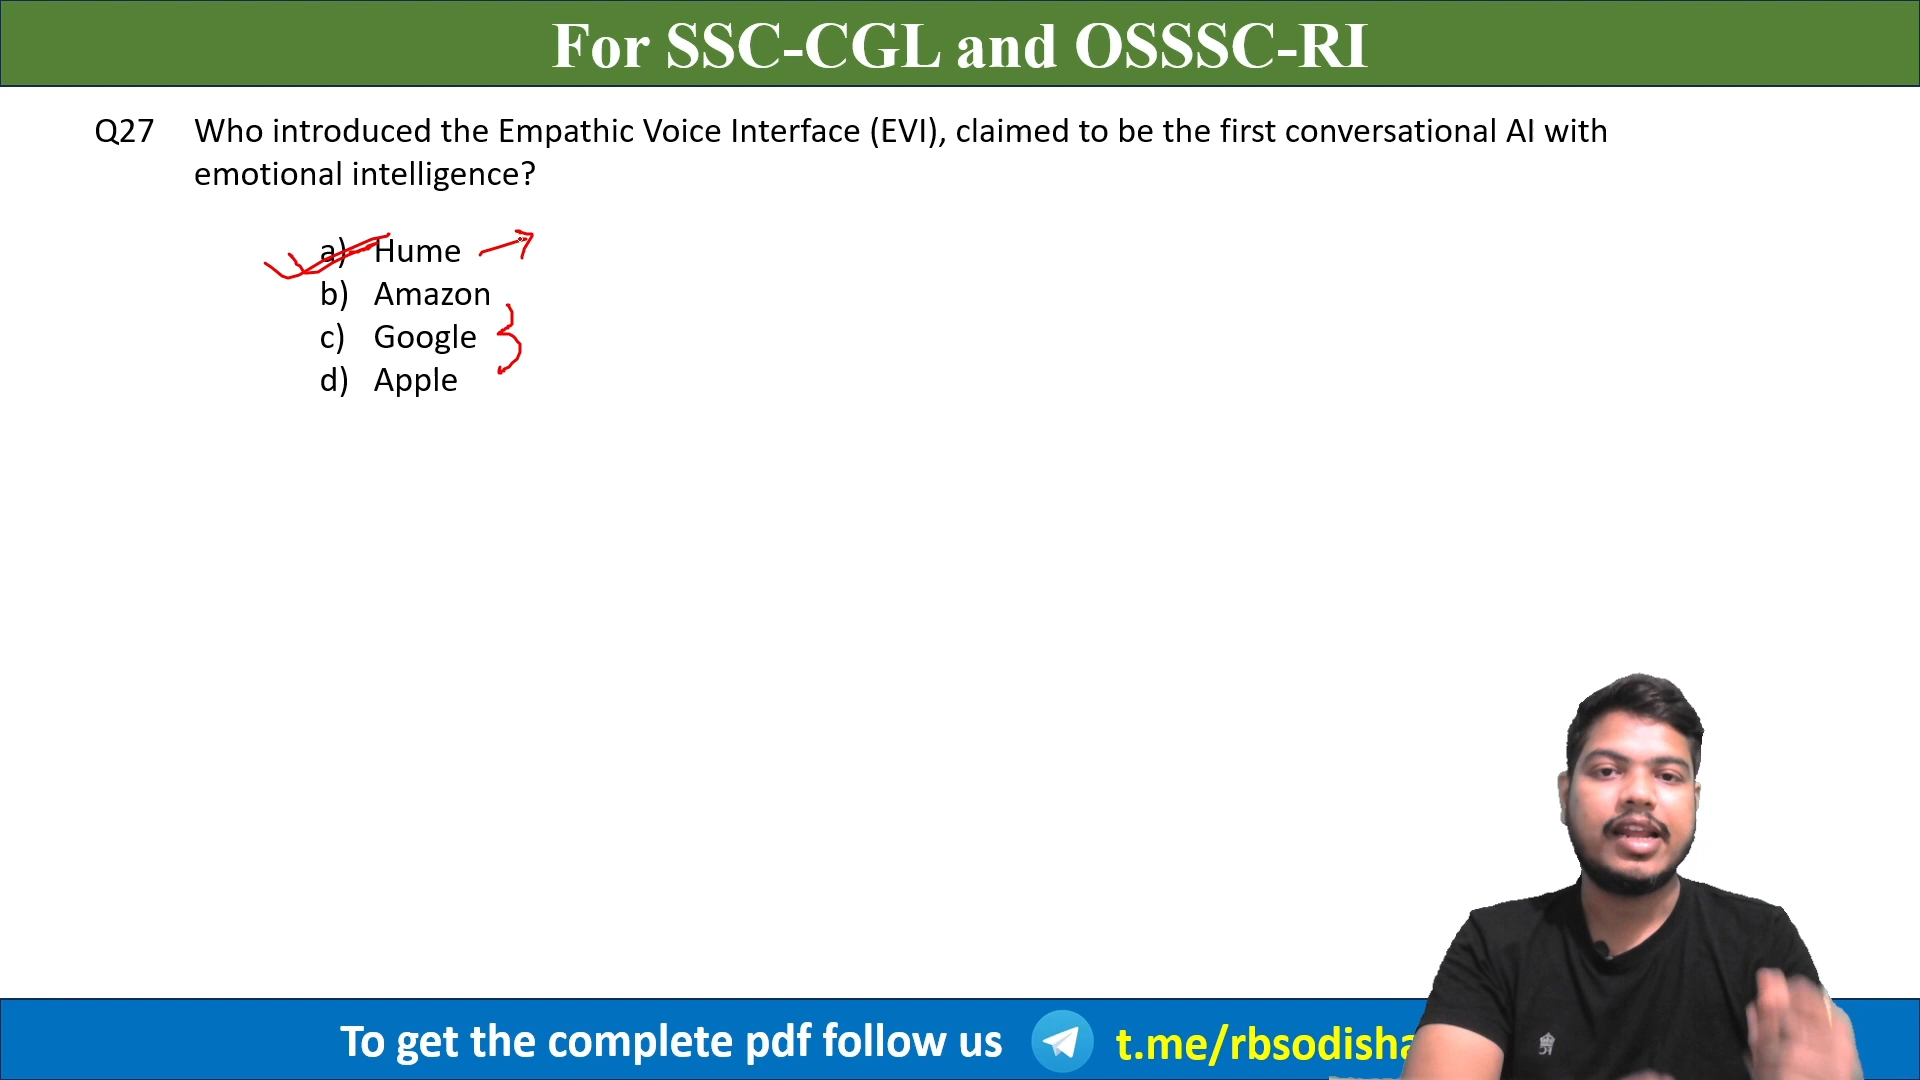 For SSC-CGL and OSSSC-RI
Q27 Who introduced the Empathic Voice Interface (EVI), claimed to be the first conversational AI with
emotional intelligence?
a) Hume
b) Amazon
c) Google
d) Apple
To get the complete pdf follow us t.me/rbsodisha